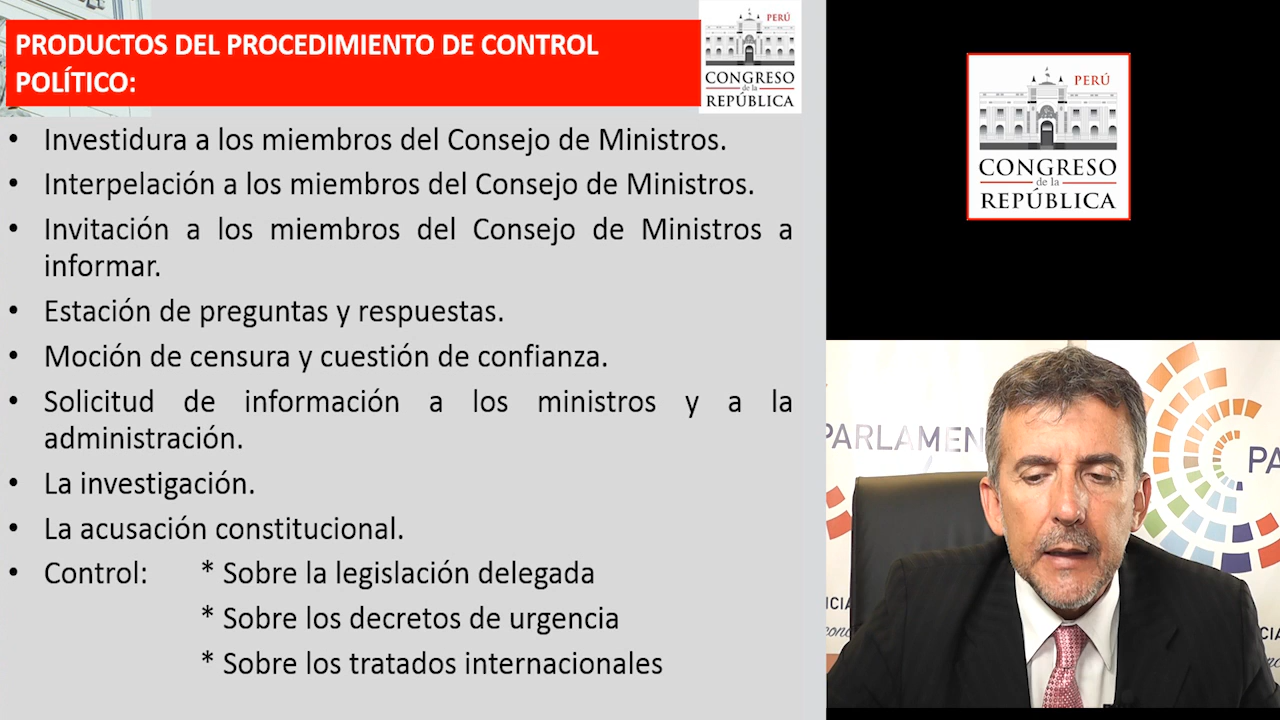 PRODUCTOS DEL PROCEDIMIENTO DE CONTROL
POLÍTICO:
PERÚ
CONGRESO
de la
REPÚBLICA
• Investidura a los miembros del Consejo de Ministros.
• Interpelación a los miembros del Consejo de Ministros.
• Invitación a los miembros del Consejo de Ministros a
informar.
• Estación de preguntas y respuestas.
• Moción de censura y cuestión de confianza.
• Solicitud de información a los ministros y a la
administración.
• La investigación.
• La acusación constitucional.
• Control: * Sobre la legislación delegada
* Sobre los decretos de urgencia
* Sobre los tratados internacionales
PERÚ
CONGRESO
de la
REPÚBLICA
PARLAMEN
PA